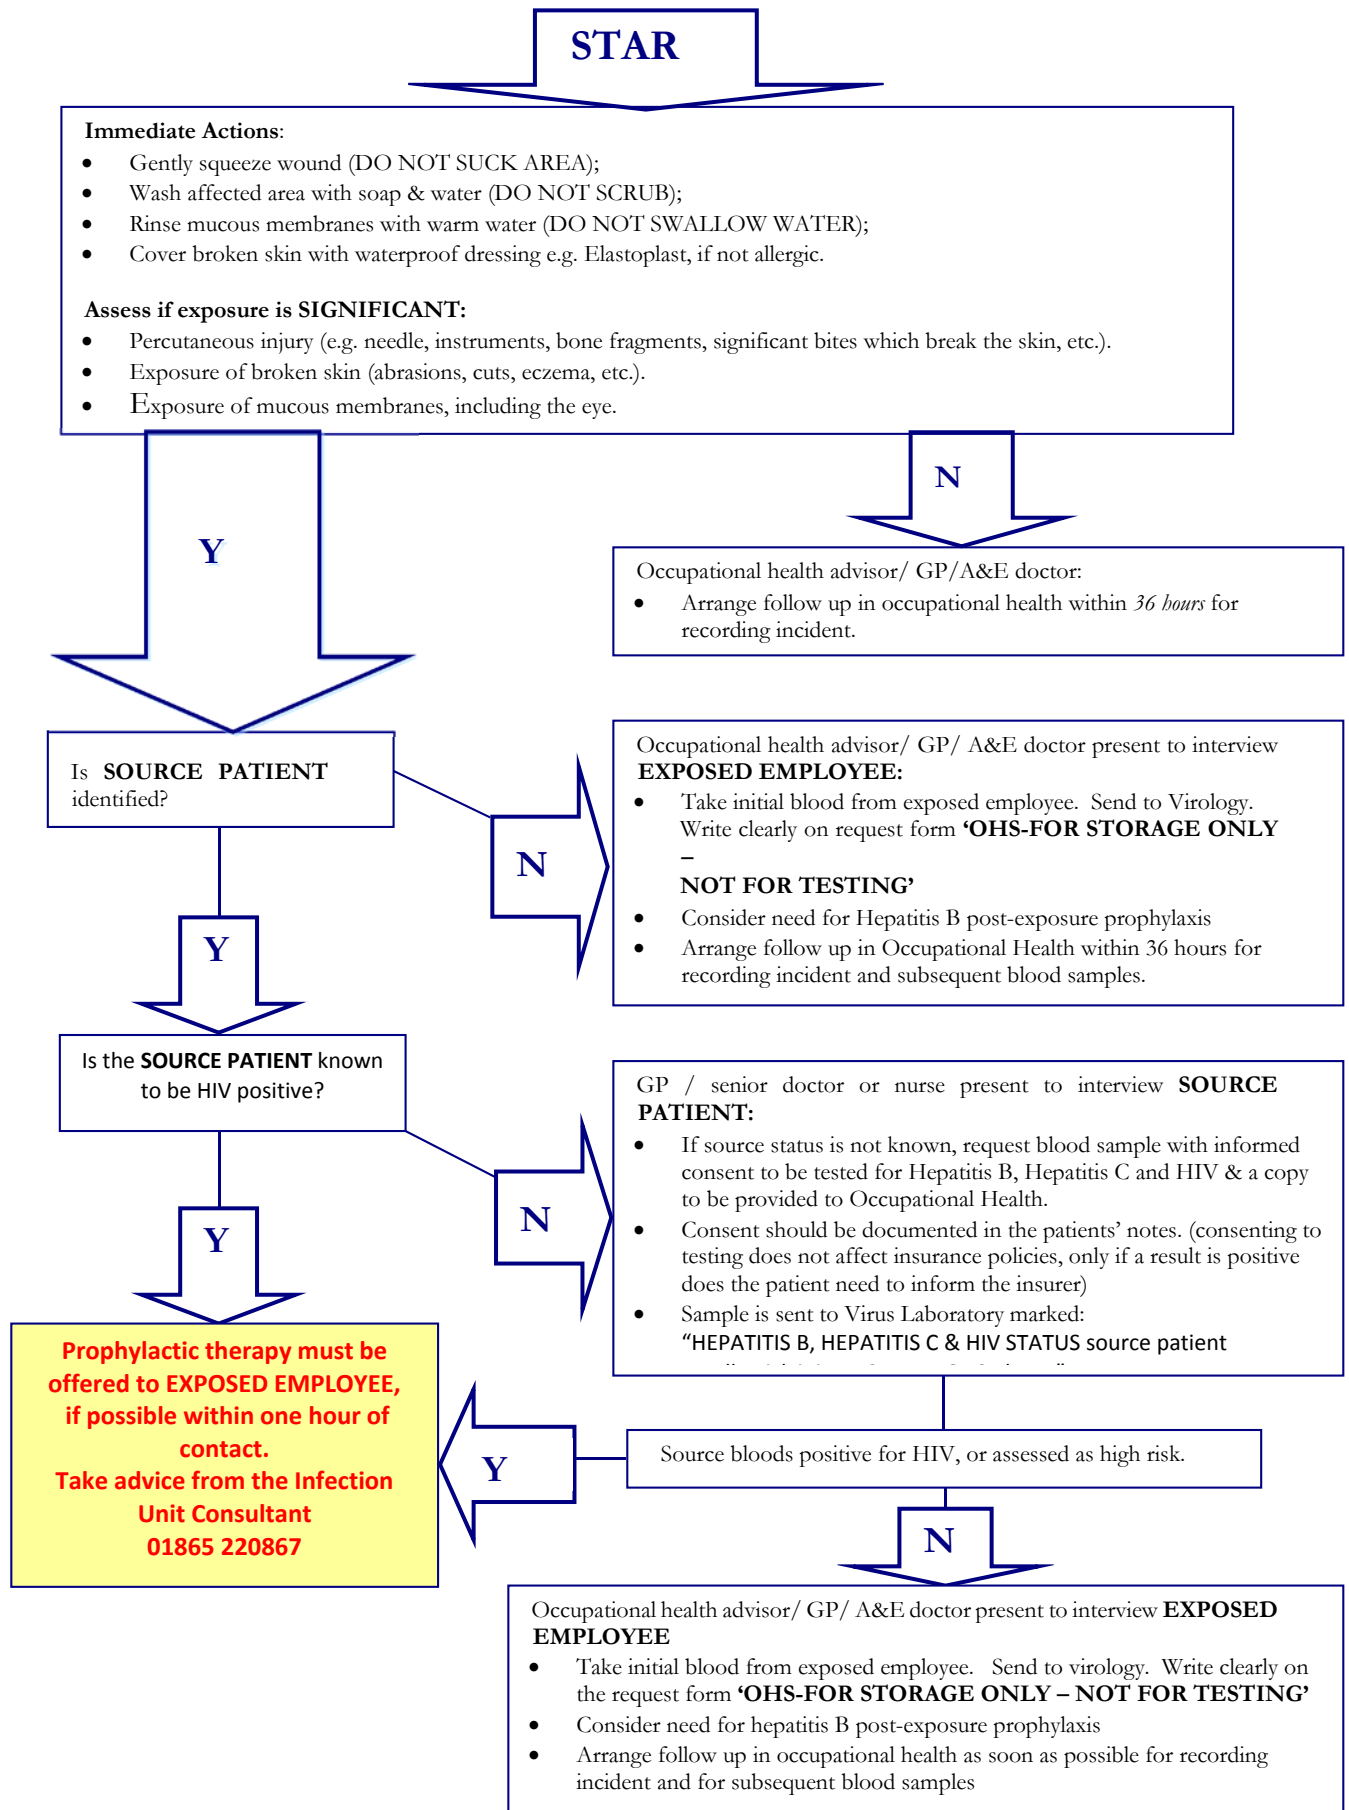 STAR
Immediate Actions:
• Gently squeeze wound (DO NOT SUCK AREA);
• Wash affected area with soap & water (DO NOT SCRUB);
• Rinse mucous membranes with warm water (DO NOT SWALLOW WATER);
• Cover broken skin with waterproof dressing e.g. Elastoplast, if not allergic.
Assess if exposure is SIGNIFICANT:
• Percutaneous injury (e.g. needle, instruments, bone fragments, significant bites which break the skin, etc.).
• Exposure of broken skin (abrasions, cuts, eczema, etc.).
• Exposure of mucous membranes, including the eye.
N
Y
Occupational health advisor/ GP/A&E doctor:
• Arrange follow up in occupational health within 36 hours for
recording incident.
Is SOURCE PATIENT
identified?
N
Occupational health advisor/ GP/ A&E doctor present to interview
EXPOSED EMPLOYEE:
• Take initial blood from exposed employee. Send to Virology.
Write clearly on request form ‘OHS-FOR STORAGE ONLY
–
NOT FOR TESTING’
• Consider need for Hepatitis B post-exposure prophylaxis
• Arrange follow up in Occupational Health within 36 hours for
recording incident and subsequent blood samples.
Y
Is the SOURCE PATIENT known
to be HIV positive?
N
GP / senior doctor or nurse present to interview SOURCE
PATIENT:
• If source status is not known, request blood sample with informed
consent to be tested for Hepatitis B, Hepatitis C and HIV & a copy
to be provided to Occupational Health.
• Consent should be documented in the patients’ notes. (consenting to
testing does not affect insurance policies, only if a result is positive
does the patient need to inform the insurer)
• Sample is sent to Virus Laboratory marked:
“HEPATITIS B, HEPATITIS C & HIV STATUS source patient
Y
Prophylactic therapy must be
offered to EXPOSED EMPLOYEE,
if possible within one hour of
contact.
Take advice from the Infection
Unit Consultant
01865 220867
Y
Source bloods positive for HIV, or assessed as high risk.
N
Occupational health advisor/ GP/ A&E doctor present to interview EXPOSED
EMPLOYEE
• Take initial blood from exposed employee. Send to virology. Write clearly on
the request form ‘OHS-FOR STORAGE ONLY – NOT FOR TESTING’
• Consider need for hepatitis B post-exposure prophylaxis
• Arrange follow up in occupational health as soon as possible for recording
incident and for subsequent blood samples